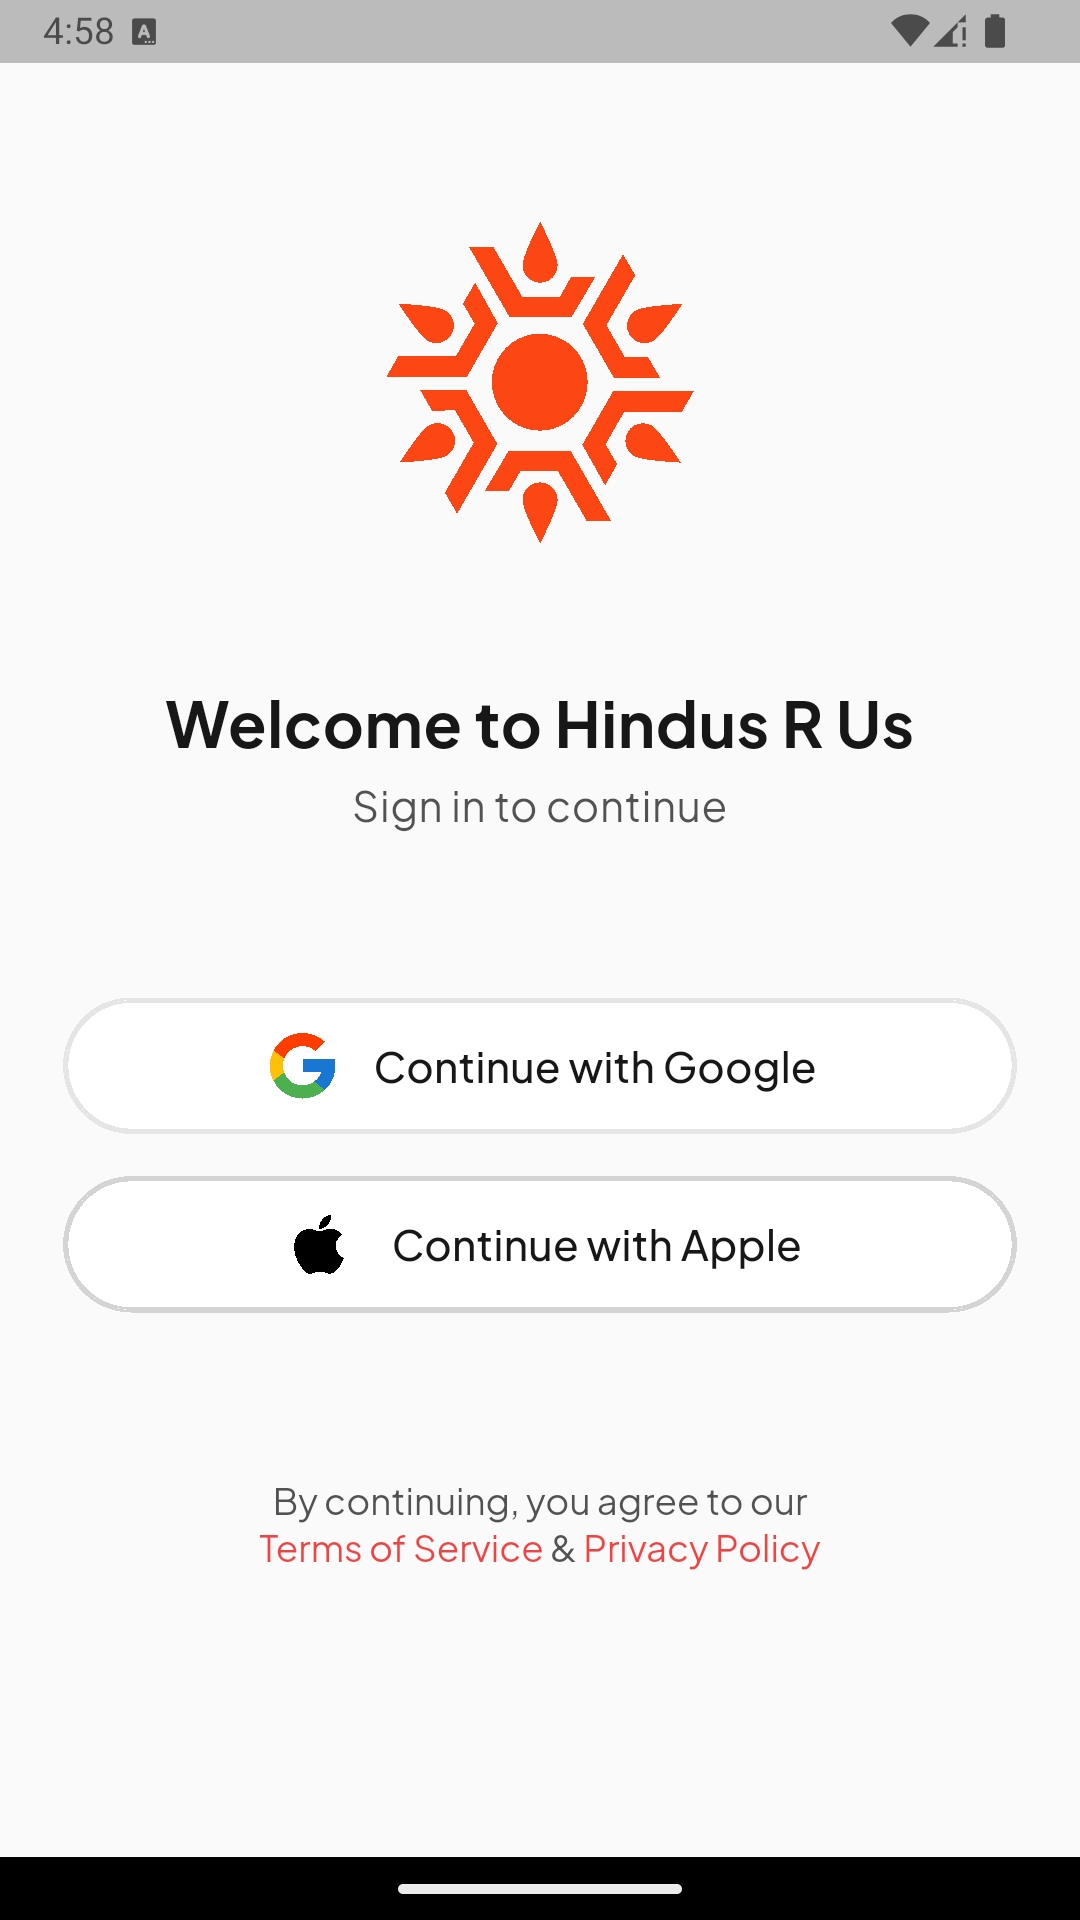 4:58
Welcome to Hindus R Us
Sign in to continue
Continue with Google
Continue with Apple
By continuing, you agree to our
Terms of Service & Privacy Policy